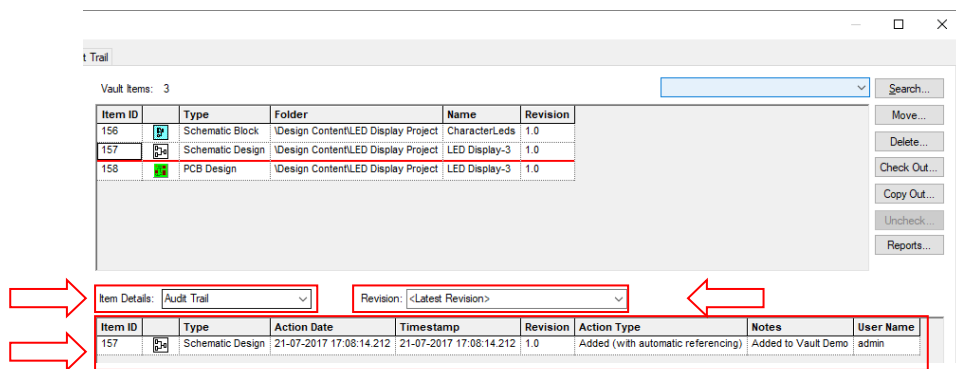 t Trail
Vault Items: 3
Search...
Item ID Type Folder Name Revision
Move...
156 Schematic Block \Design Content\LED Display Project CharacterLeds 1.0
157 Schematic Design \Design Content\LED Display Project LED Display-3 1.0
Delete...
158 PCB Design \Design Content\LED Display Project LED Display-3 1.0
Check Out...
Copy Out...
Uncheck...
Reports...
Item Details: Audit Trail Revision: <Latest Revision>
Item ID Type Action Date Timestamp Revision Action Type Notes User Name
157 Schematic Design 21-07-2017 17:08:14.212 21-07-2017 17:08:14.212 1.0 Added (with automatic referencing) Added to Vault Demo admin